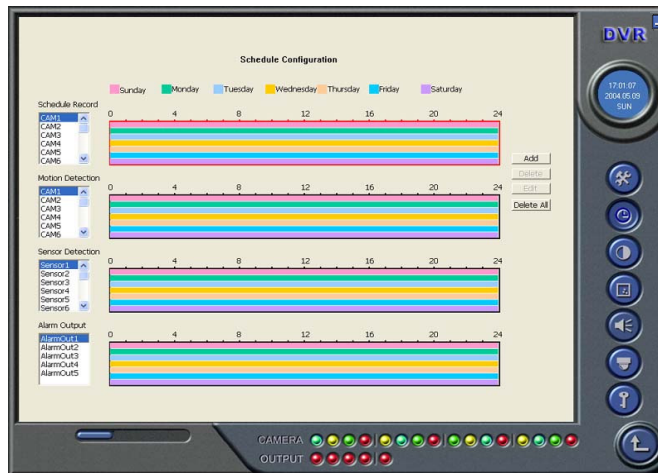 DVR
Schedule Configuration
Sunday Monday Tuesday Wednesday Thursday Friday Saturday
17:01:07
2004.05.09
SUN
Schedule Record
0 4 8 12 16 20 24
CAM1
CAM2
CAM3
CAM4
CAM5
CAM6
Add
Delete
Edit
Delete All
Motion Detection
0 4 8 12 16 20 24
CAM1
CAM2
CAM3
CAM4
CAM5
CAM6
Sensor Detection
0 4 8 12 16 20 24
Sensor1
Sensor2
Sensor3
Sensor4
Sensor5
Sensor6
Alarm Output
0 4 8 12 16 20 24
AlarmOut1
AlarmOut2
AlarmOut3
AlarmOut4
AlarmOut5
CAMERA
OUTPUT